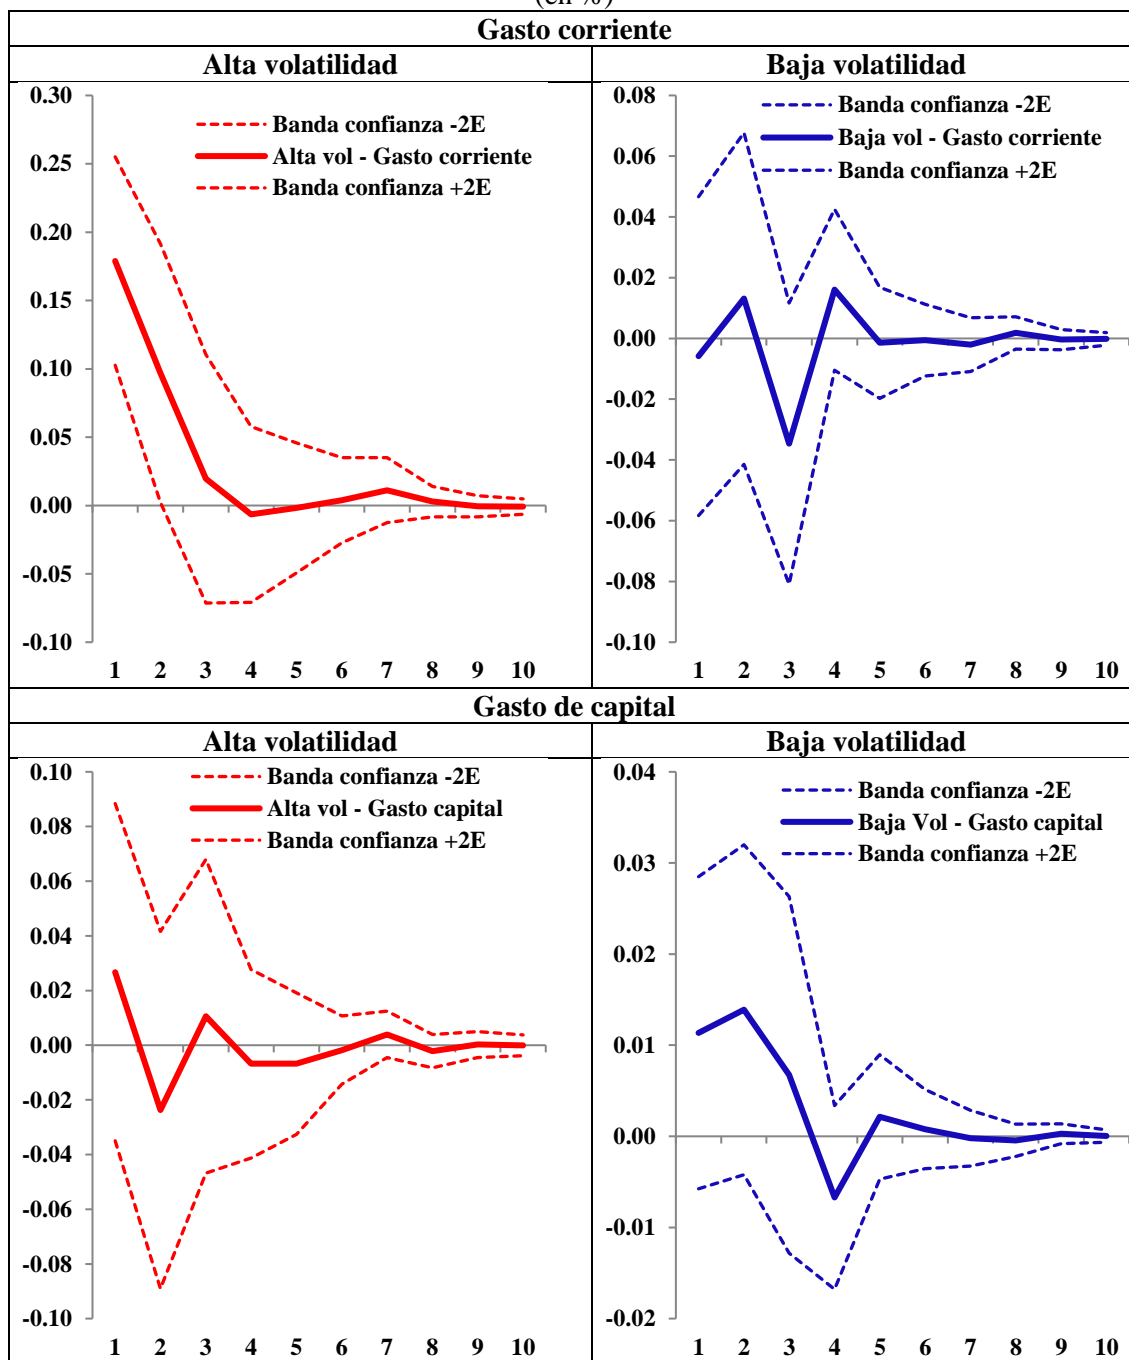 (en %)
Gasto corriente
Alta volatilidad
Baja volatilidad
0.30
0.25
0.20
0.15
0.10
0.05
0.00
-0.05
-0.10
Banda confianza -2E
Alta vol - Gasto corriente
Banda confianza +2E
1 2 3 4 5 6 7 8 9 10
0.08
0.06
0.04
0.02
0.00
-0.02
-0.04
-0.06
-0.08
-0.10
Banda confianza -2E
Baja vol - Gasto corriente
Banda confianza +2E
1 2 3 4 5 6 7 8 9 10
Gasto de capital
Alta volatilidad
Baja volatilidad
0.10
0.08
0.06
0.04
0.02
0.00
-0.02
-0.04
-0.06
-0.08
-0.10
Banda confianza -2E
Alta vol - Gasto capital
Banda confianza +2E
1 2 3 4 5 6 7 8 9 10
0.04
0.03
0.02
0.01
0.00
-0.01
-0.02
Banda confianza -2E
Baja Vol - Gasto capital
Banda confianza +2E
1 2 3 4 5 6 7 8 9 10